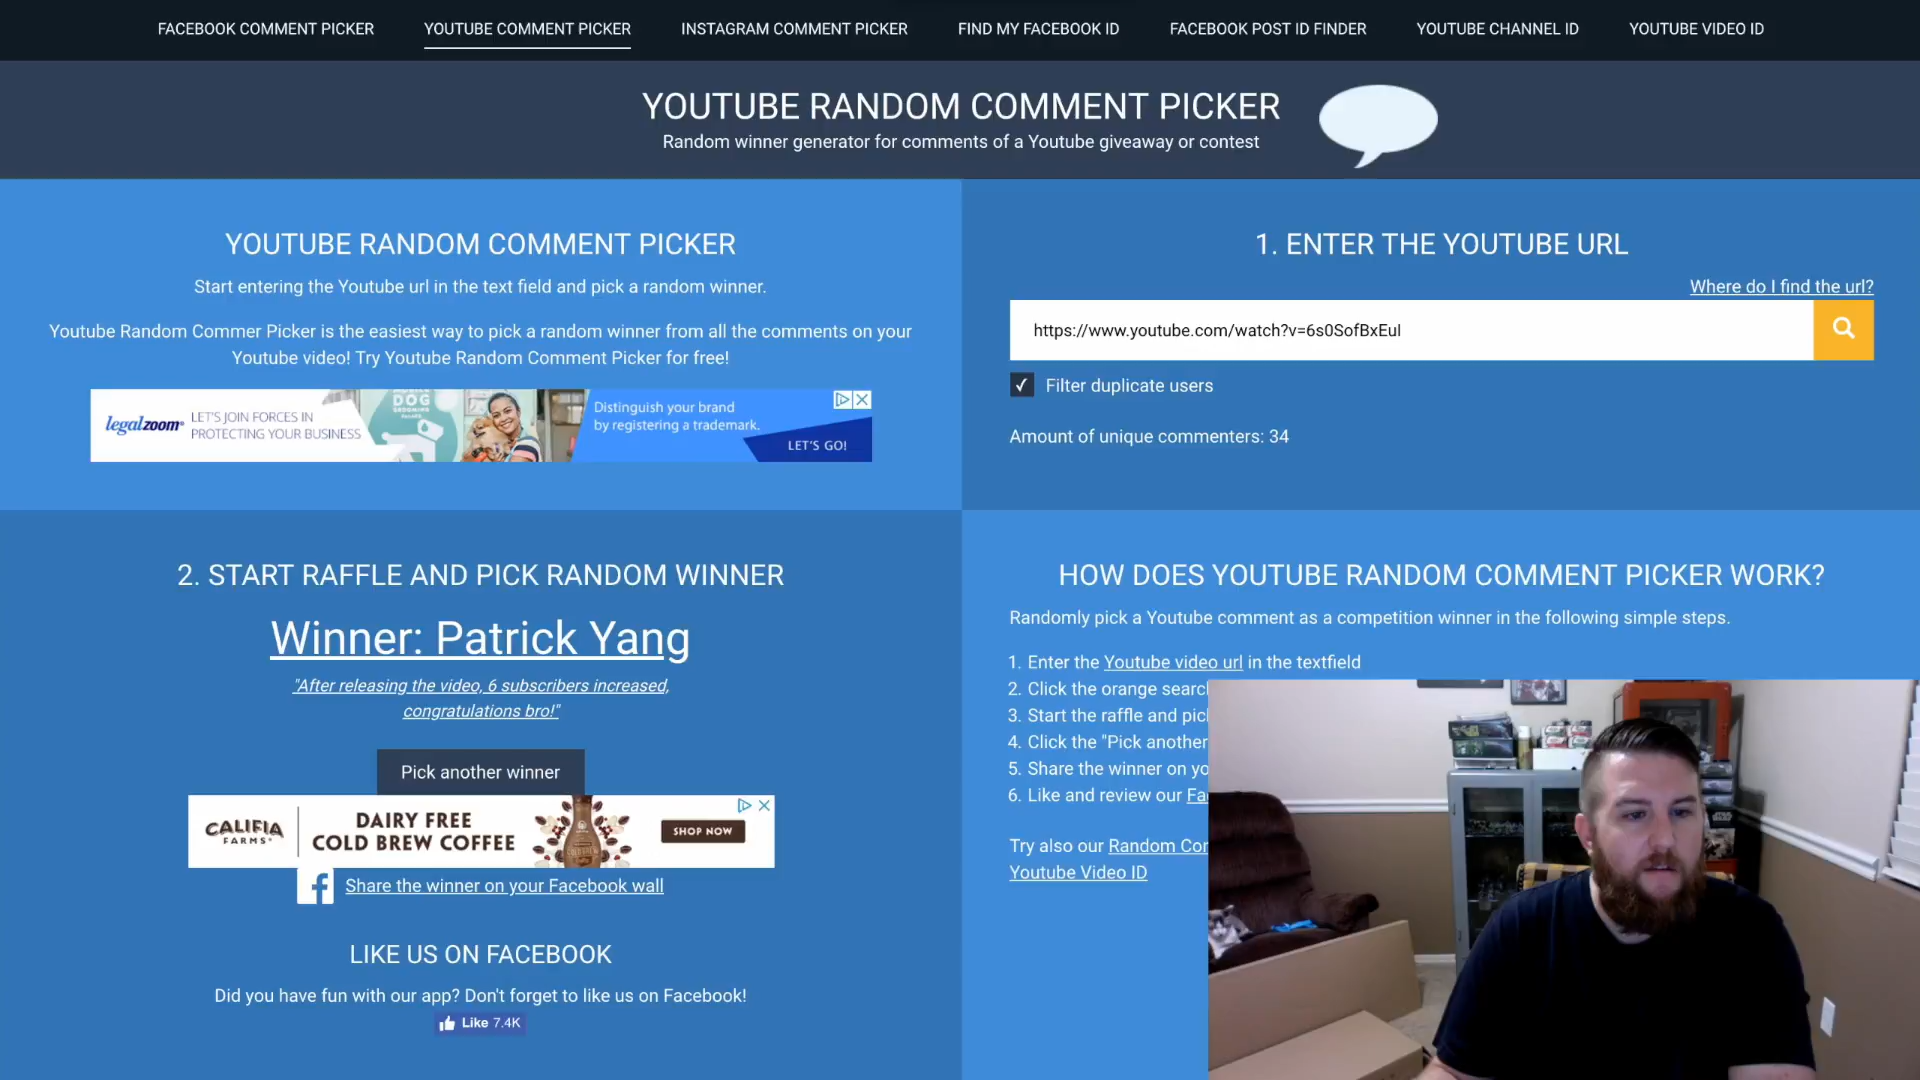 FACEBOOK COMMENT PICKER
YOUTUBE COMMENT PICKER
INSTAGRAM COMMENT PICKER
FIND MY FACEBOOK ID
FACEBOOK POST ID FINDER
YOUTUBE CHANNEL ID
YOUTUBE VIDEO ID
YOUTUBE RANDOM COMMENT PICKER
Random winner generator for comments of a Youtube giveaway or contest
YOUTUBE RANDOM COMMENT PICKER
Start entering the Youtube url in the text field and pick a random winner.
Youtube Random Commer Picker is the easiest way to pick a random winner from all the comments on your
Youtube video! Try Youtube Random Comment Picker for free!
legalzoom
LET'S JOIN FORCES IN
PROTECTING YOUR BUSINESS
DOG
Distinguish your brand
by registering a trademark.
LET'S GO!
1. ENTER THE YOUTUBE URL
Where do I find the url?
https://www.youtube.com/watch?v=6s0SofBxEuI
Filter duplicate users
Amount of unique commenters: 34
2. START RAFFLE AND PICK RANDOM WINNER
Winner: Patrick Yang
"After releasing the video, 6 subscribers increased,
congratulations bro!"
Pick another winner
CALIFIA
FARMS
DAIRY FREE
COLD BREW COFFEE
SHOP NOW
Share the winner on your Facebook wall
LIKE US ON FACEBOOK
Did you have fun with our app? Don't forget to like us on Facebook!
Like 7.4K
HOW DOES YOUTUBE RANDOM COMMENT PICKER WORK?
Randomly pick a Youtube comment as a competition winner in the following simple steps.
1. Enter the Youtube video url in the textfield
2. Click the orange searc
3. Start the raffle and pic
4. Click the "Pick another
5. Share the winner on yo
6. Like and review our Fa
Try also our Random Cor
Youtube Video ID